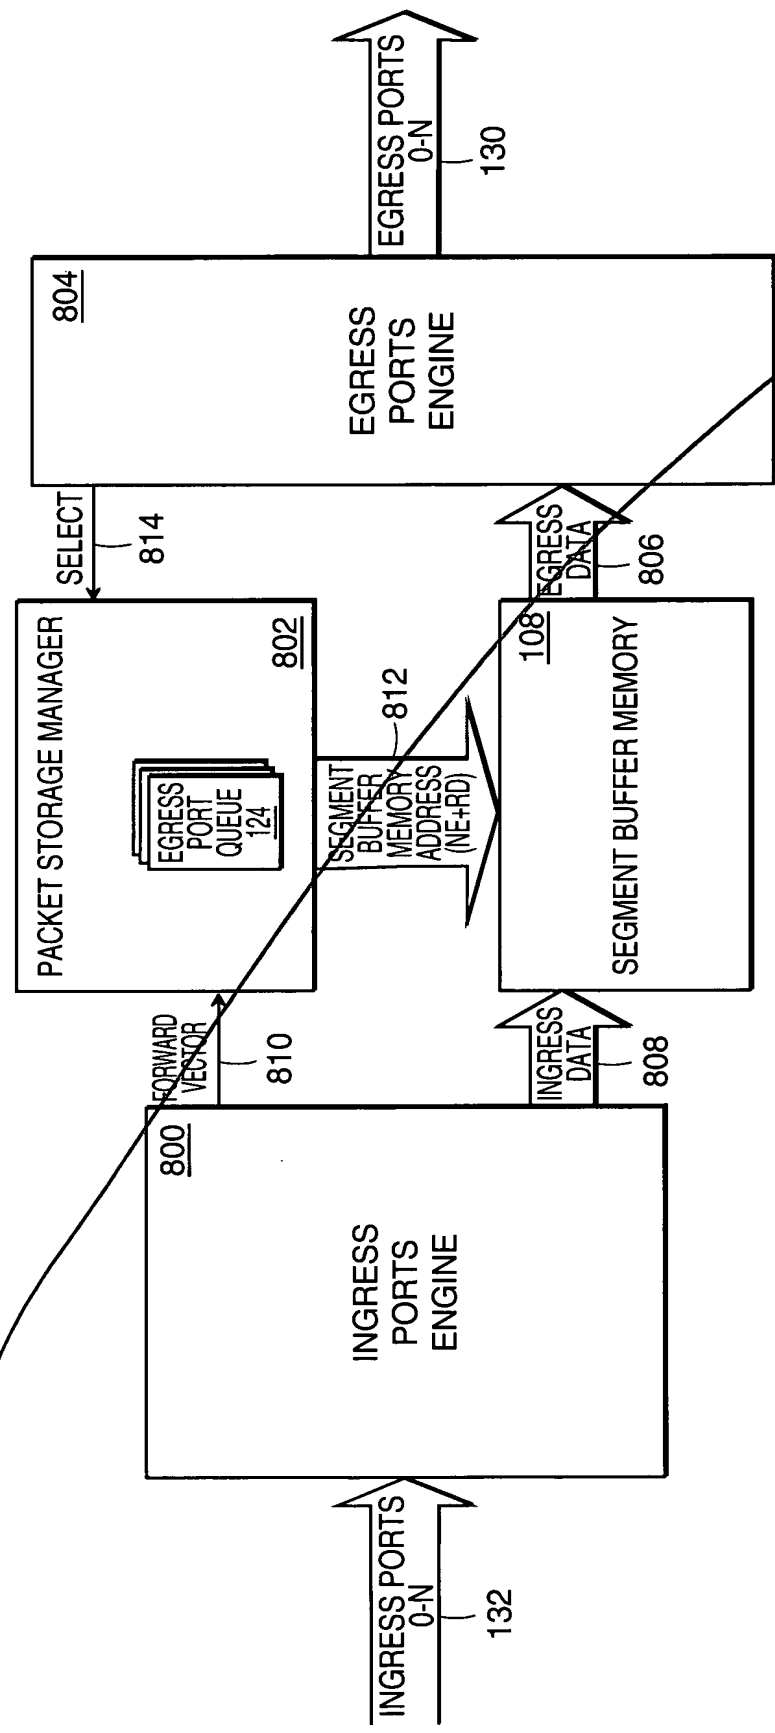 INGRESS PORTS
0-N
132
800
INGRESS
PORTS
ENGINE
FORWARD
VECTOR
810
INGRESS
DATA
808
PACKET STORAGE MANAGER
802
EGRESS
PORT
QUEUE
124
SEGMENT
BUFFER
MEMORY
ADDRESS
(NE+RD)
812
108
SEGMENT BUFFER MEMORY
SELECT
814
EGRESS
DATA
806
804
EGRESS
PORTS
ENGINE
EGRESS PORTS
0-N
130